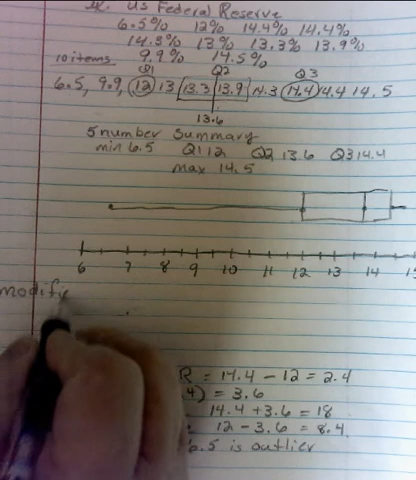 US Federal Reserve
6.5% 12% 14.4% 14.4%
14.3% 13% 13.3% 13.9%
10 items 9.9% 14.5%
Q1 Q2 Q3
6.5, 9.9, 12 13 13.3 13.9 14.3 14.4 14.4 14.5
13.6
5 number summary
min 6.5 Q1 12 Q2 13.6 Q3 14.4
max 14.5
6 7 8 9 10 11 12 13 14 15
modifie
R = 14.4 - 12 = 2.4
4) = 3.6
14.4 + 3.6 = 18
12 - 3.6 = 8.4
6.5 is outlier